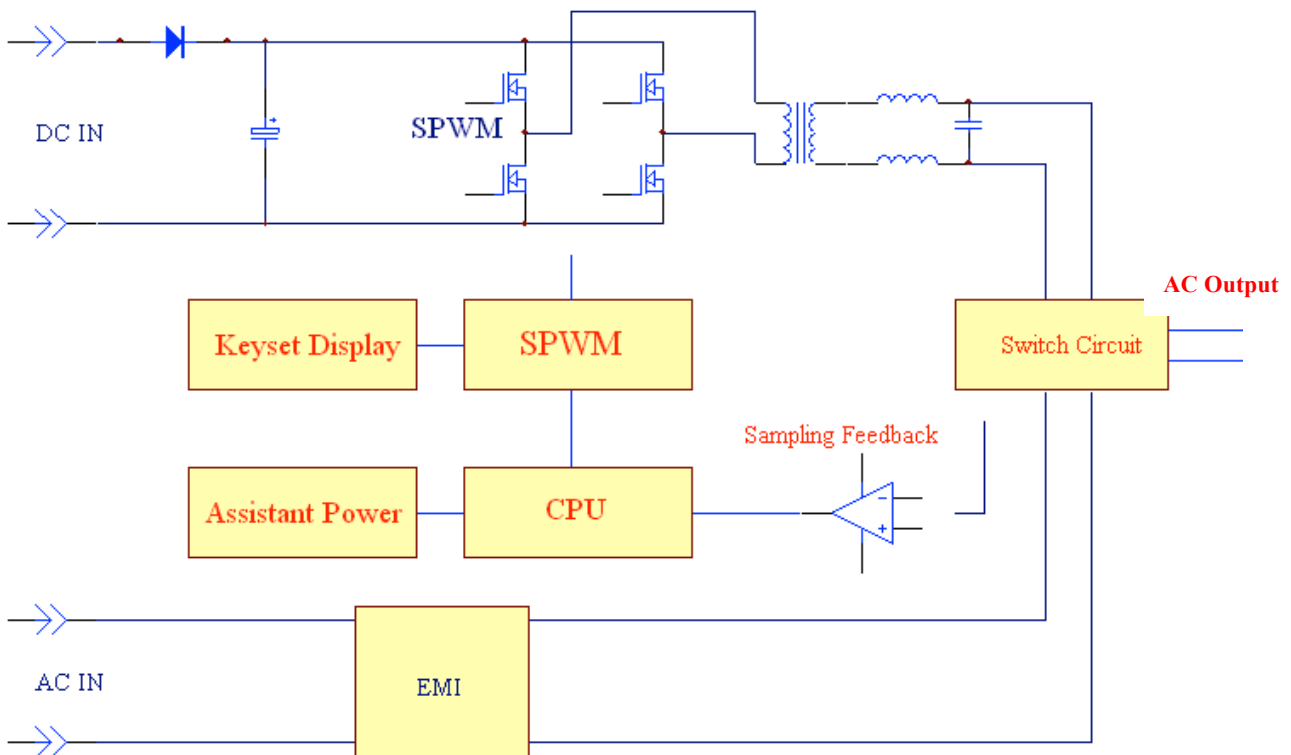 DC IN
SPWM
AC Output
Keyset Display
SPWM
Switch Circuit
Sampling Feedback
Assistant Power
CPU
AC IN
EMI